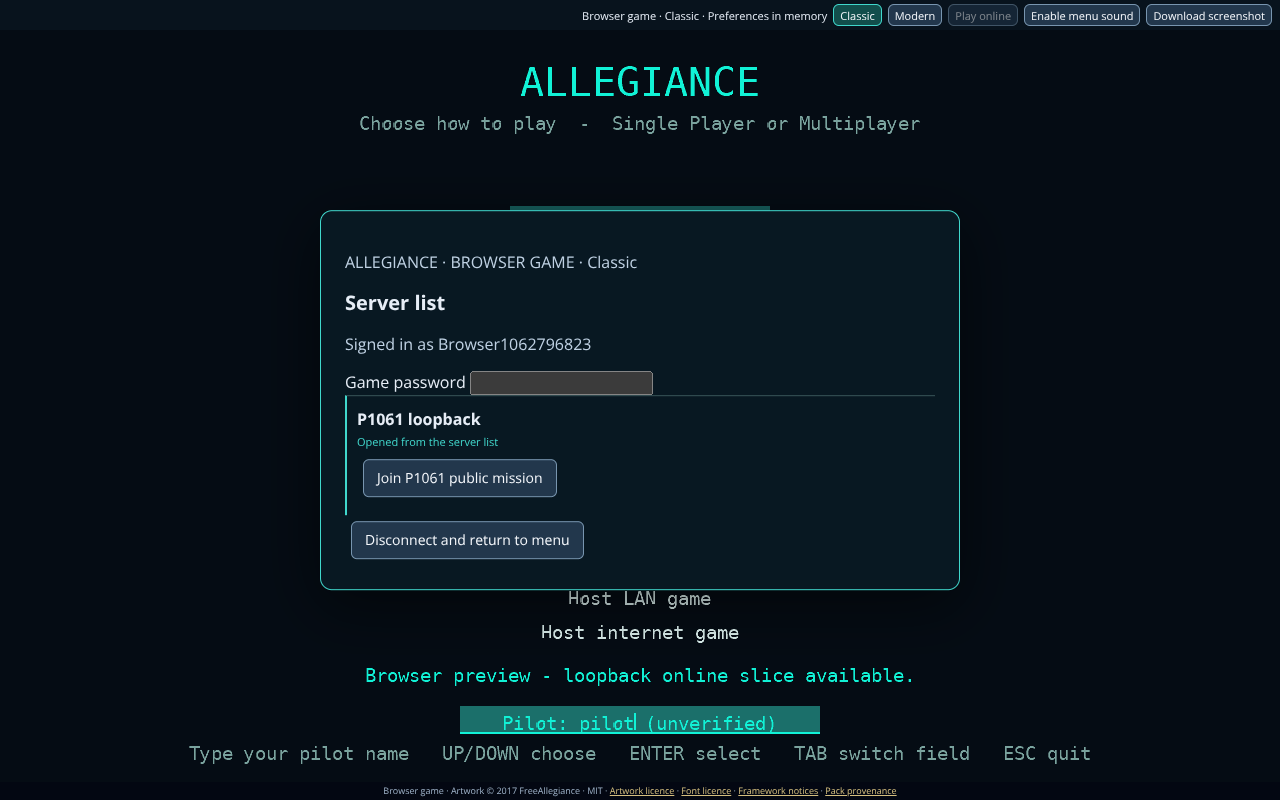 Browser game · Classic · Preferences in memory Classic Modern Play online Enable menu sound Download screenshot
ALLEGIANCE
Choose how to play - Single Player or Multiplayer
ALLEGIANCE · BROWSER GAME · Classic
Server list
Signed in as Browser1062796823
Game password
P1061 loopback
Opened from the server list
Join P1061 public mission
Disconnect and return to menu
Host LAN game
Host internet game
Browser preview - loopback online slice available.
Pilot: pilot (unverified)
Type your pilot name UP/DOWN choose ENTER select TAB switch field ESC quit
Browser game · Artwork © 2017 FreeAllegiance · MIT · Artwork licence · Font licence · Framework notices · Pack provenance